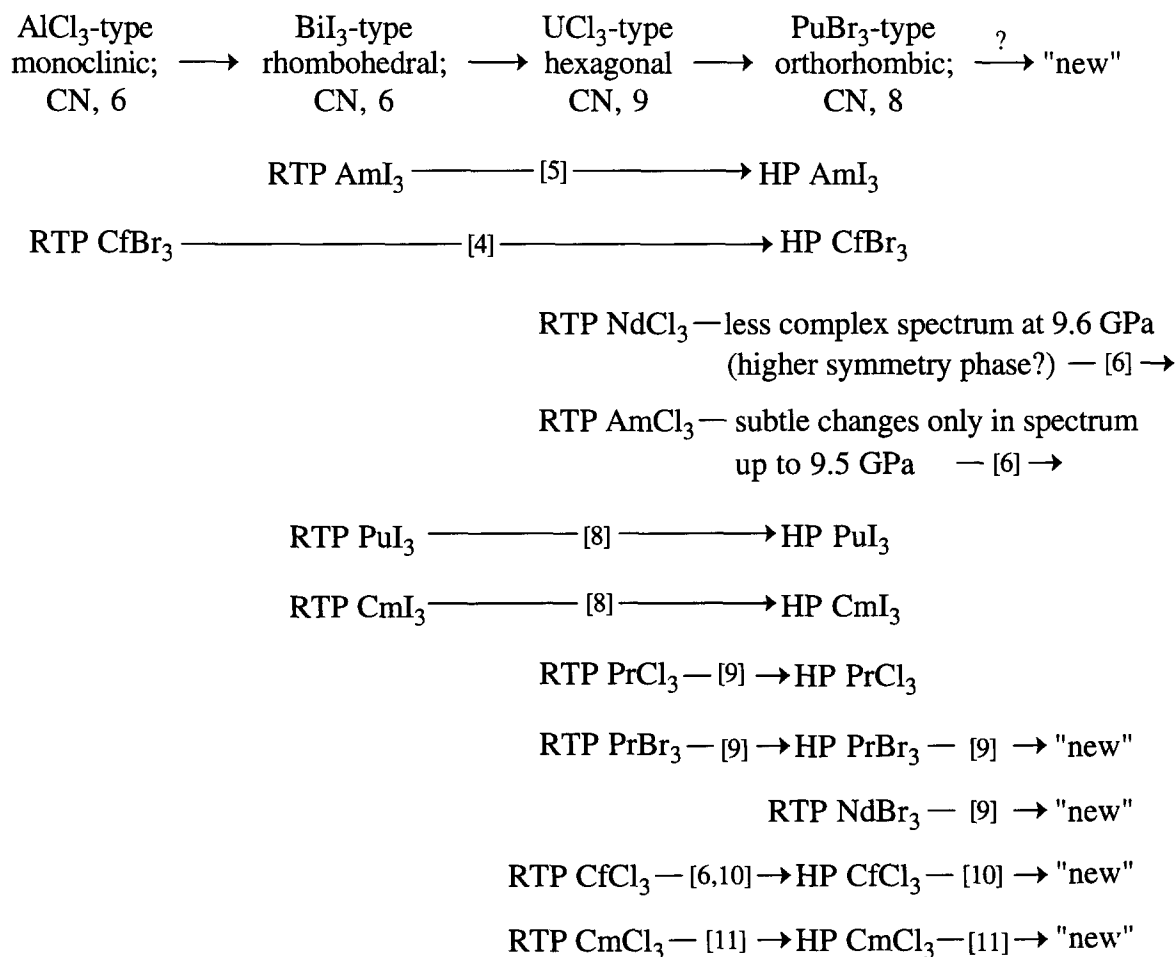 AlCl₃-type BiI₃-type UCl₃-type PuBr₃-type
monoclinic; → rhombohedral; → hexagonal → orthorhombic; ?→ "new"
CN, 6 CN, 6 CN, 9 CN, 8
RTP AmI₃ —[5]→ HP AmI₃
RTP CfBr₃ —[4]→ HP CfBr₃
RTP NdCl₃ — less complex spectrum at 9.6 GPa
(higher symmetry phase?) — [6] →
RTP AmCl₃ — subtle changes only in spectrum
up to 9.5 GPa — [6] →
RTP PuI₃ —[8]→ HP PuI₃
RTP CmI₃ —[8]→ HP CmI₃
RTP PrCl₃ — [9] → HP PrCl₃
RTP PrBr₃ — [9] → HP PrBr₃ — [9] → "new"
RTP NdBr₃ — [9] → "new"
RTP CfCl₃ — [6,10] → HP CfCl₃ — [10] → "new"
RTP CmCl₃ — [11] → HP CmCl₃ — [11] → "new"